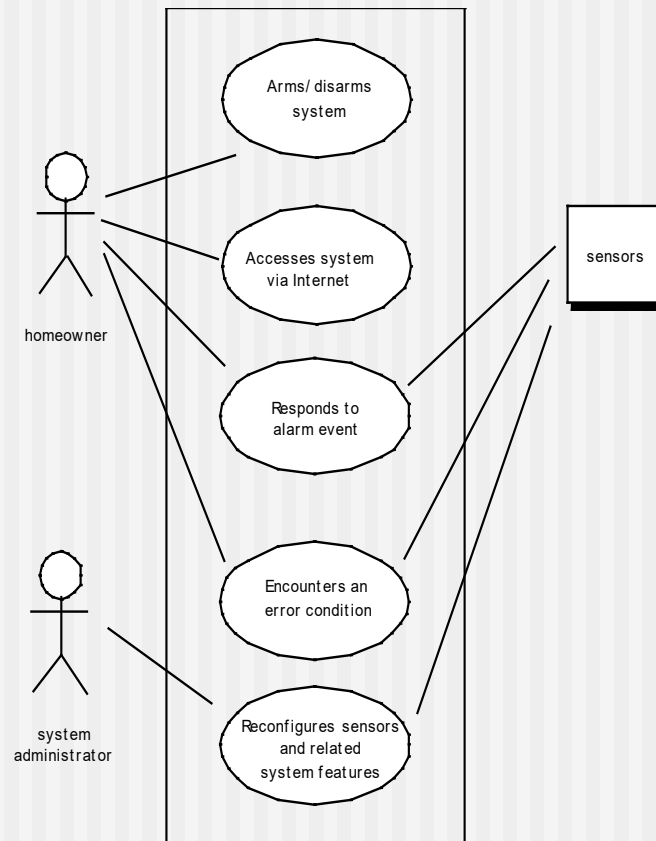 Arms/ disarms
system
Accesses system
via Internet
sensors
homeowner
Responds to
alarm event
Encounters an
error condition
system
administrator
Reconfigures sensors
and related
system features